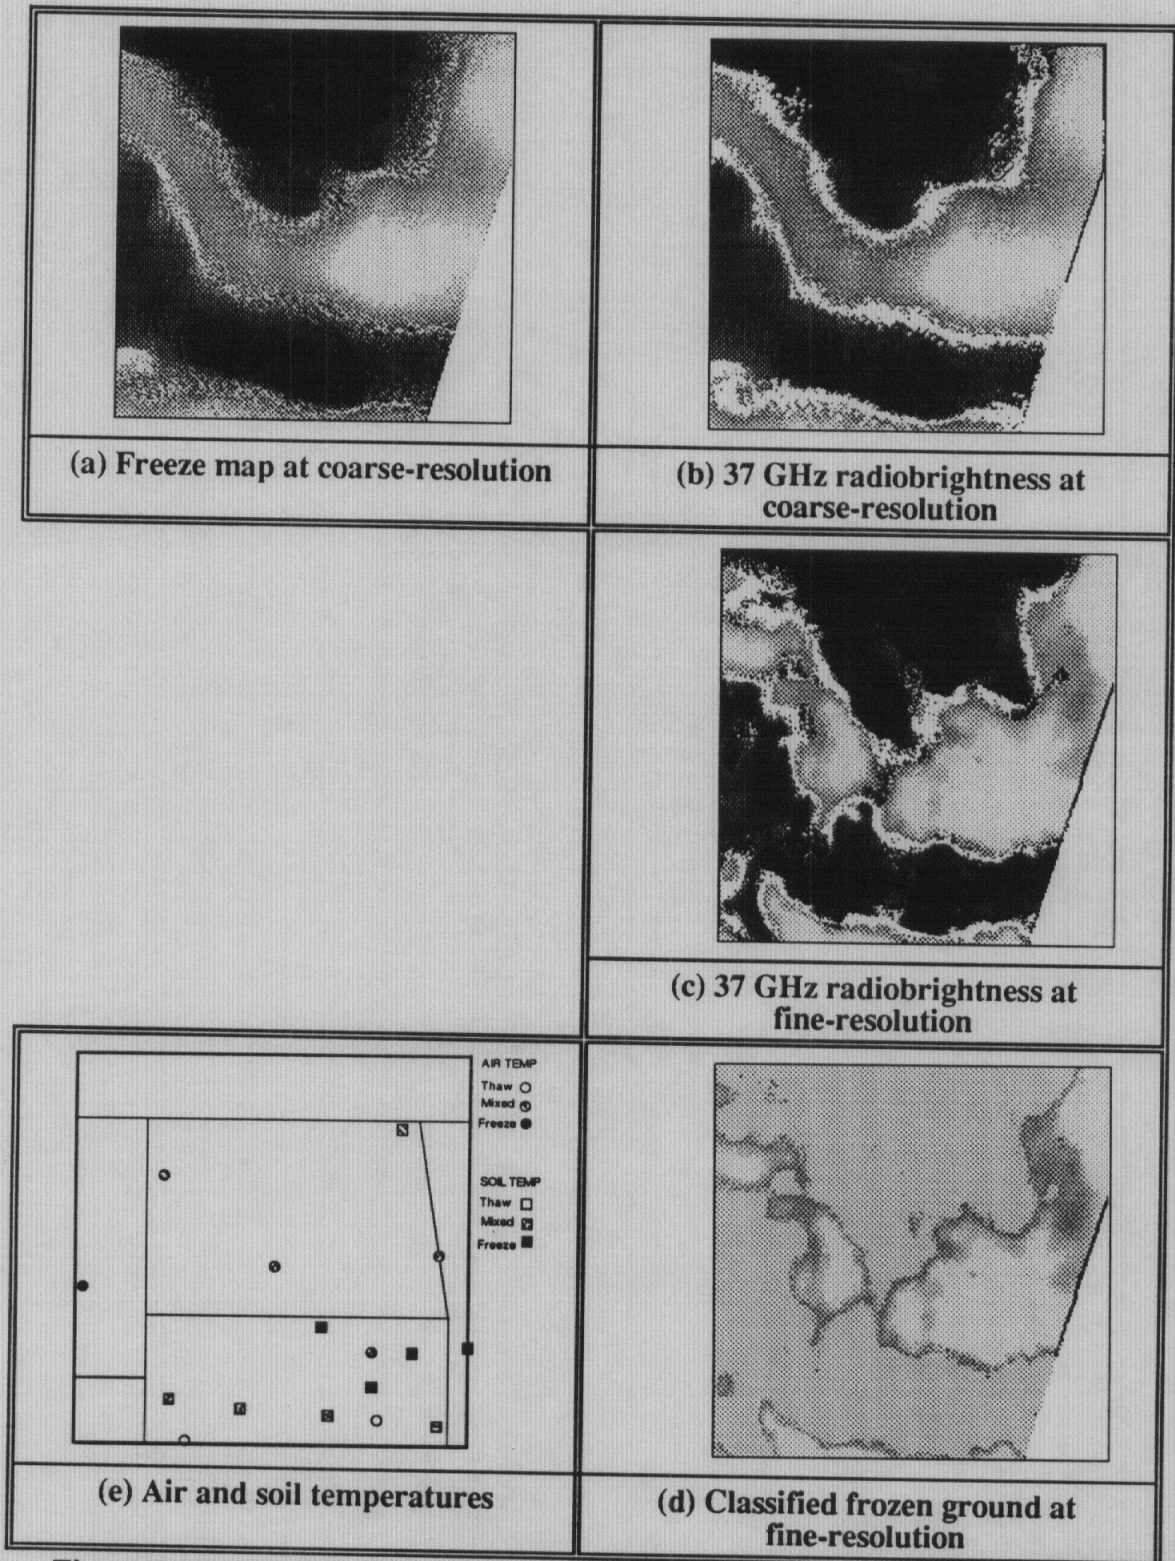 (a) Freeze map at coarse-resolution
(b) 37 GHz radiobrightness at
coarse-resolution
(c) 37 GHz radiobrightness at
fine-resolution
AIR TEMP
Thaw
Mixed
Freeze
SOIL TEMP
Thaw
Mixed
Freeze
(e) Air and soil temperatures
(d) Classified frozen ground at
fine-resolution